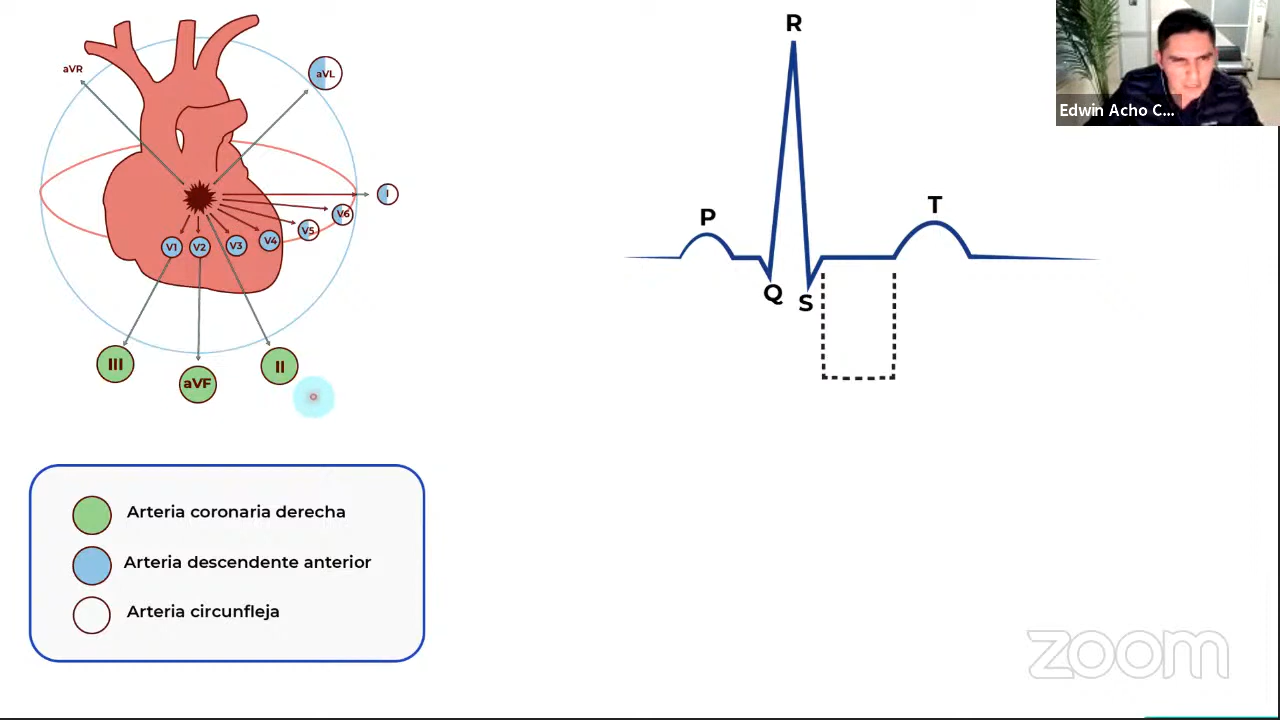 aVR
aVL
I
V6
V5
V4
V3
V2
V1
III
aVF
II
P
Q
R
S
T
Arteria coronaria derecha
Arteria descendente anterior
Arteria circunfleja
Edwin Acho C...
zoom